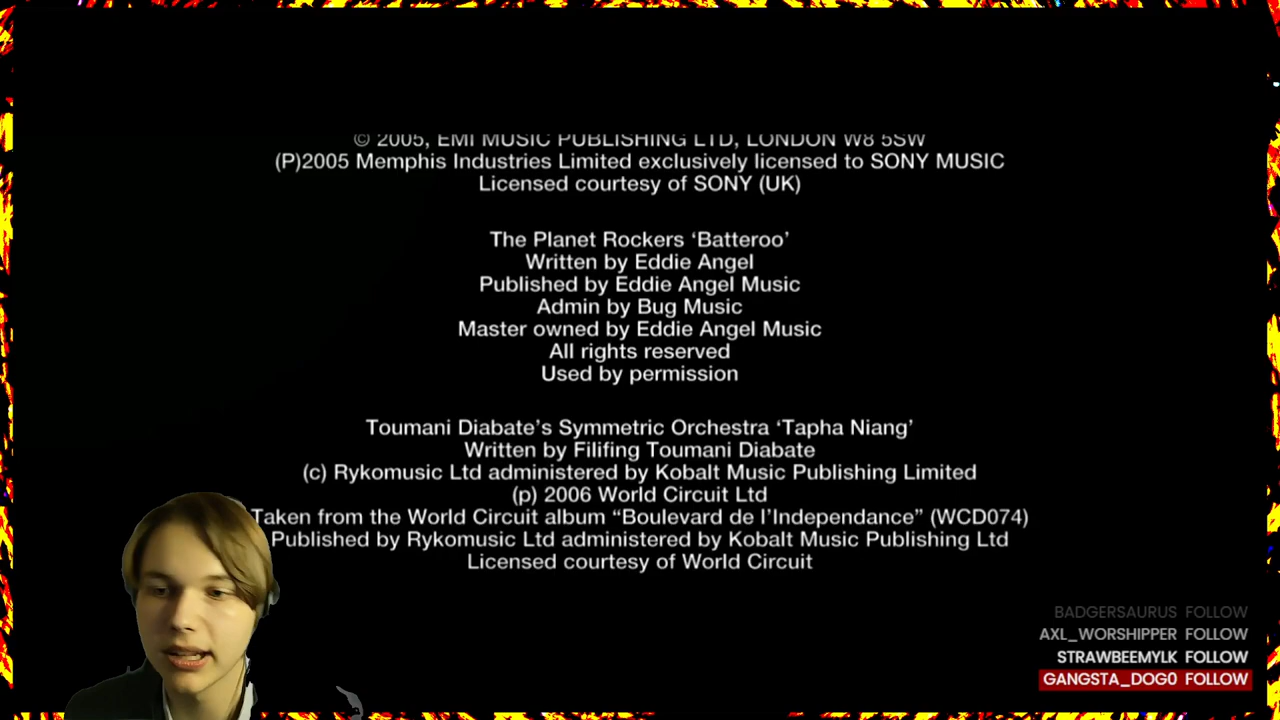 © 2005, EMI MUSIC PUBLISHING LTD, LONDON W8 5SW
(P)2005 Memphis Industries Limited exclusively licensed to SONY MUSIC
Licensed courtesy of SONY (UK)
The Planet Rockers ‘Batteroo’
Written by Eddie Angel
Published by Eddie Angel Music
Admin by Bug Music
Master owned by Eddie Angel Music
All rights reserved
Used by permission
Toumani Diabate’s Symmetric Orchestra ‘Tapha Niang’
Written by Filifing Toumani Diabate
(c) Rykomusic Ltd administered by Kobalt Music Publishing Limited
(p) 2006 World Circuit Ltd
Taken from the World Circuit album “Boulevard de l’Independance” (WCD074)
Published by Rykomusic Ltd administered by Kobalt Music Publishing Ltd
Licensed courtesy of World Circuit
BADGERSAURUS FOLLOW
AXL_WORSHIPPER FOLLOW
STRAWBEEMYLK FOLLOW
GANGSTA_DOG0 FOLLOW